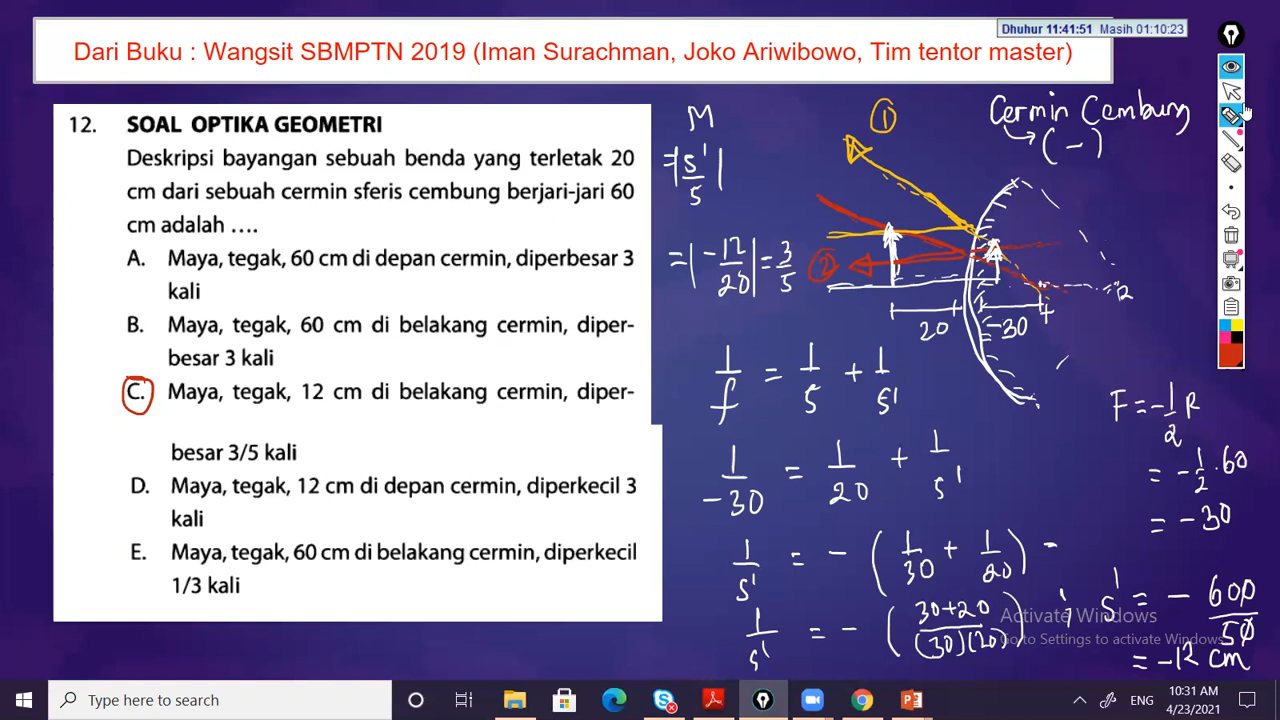 Dhuhur 11:41:51 Masih 01:10:23
Dari Buku : Wangsit SBMPTN 2019 (Iman Surachman, Joko Ariwibowo, Tim tentor master)
12. SOAL OPTIKA GEOMETRI
Deskripsi bayangan sebuah benda yang terletak 20
cm dari sebuah cermin sferis cembung berjari-jari 60
cm adalah ....
A. Maya, tegak, 60 cm di depan cermin, diperbesar 3
kali
B. Maya, tegak, 60 cm di belakang cermin, diper-
besar 3 kali
C. Maya, tegak, 12 cm di belakang cermin, diper-
besar 3/5 kali
D. Maya, tegak, 12 cm di depan cermin, diperkecil 3
kali
E. Maya, tegak, 60 cm di belakang cermin, diperkecil
1/3 kali
M
=|s'/s|
=|-12/20|=3/5
1
2
Cermin Cembung
(-)
20
-30
f
R
1/f = 1/s + 1/s'
1/-30 = 1/20 + 1/s'
1/s' = - (1/30 + 1/20)
1/s' = - (30+20/(30)(20)) ; s' = - 600/50
= -12 cm
F = -1/2 R
= -1/2 . 60
= -30
Activate Windows
Go to Settings to activate Windows.
Type here to search
ENG
10:31 AM
4/23/2021